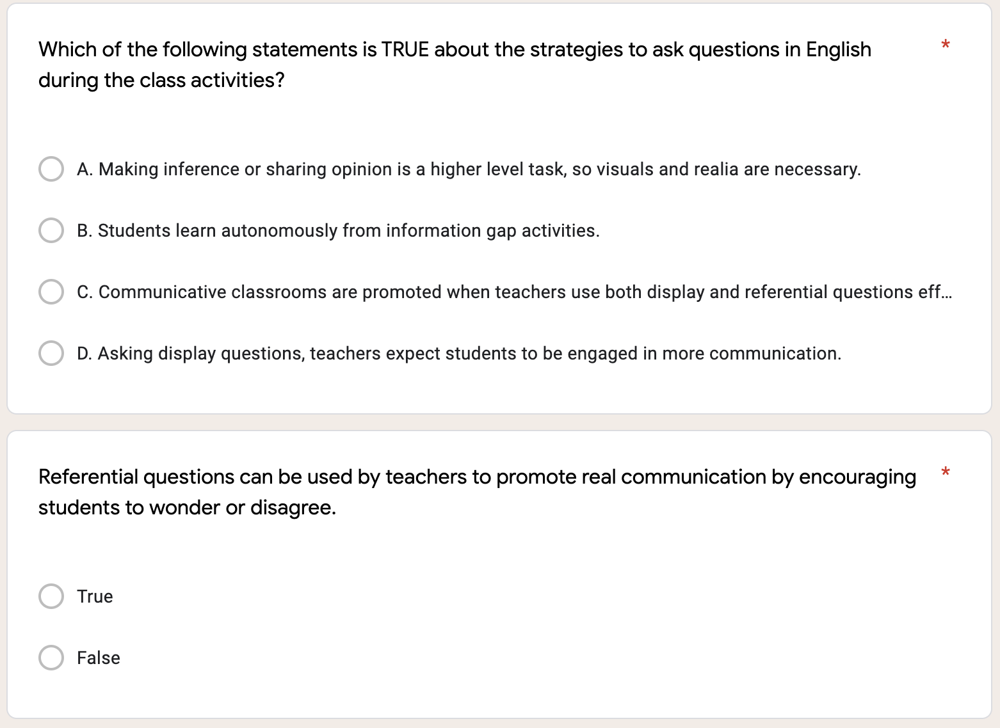 Which of the following statements is TRUE about the strategies to ask questions in English *
during the class activities?
A. Making inference or sharing opinion is a higher level task, so visuals and realia are necessary.
B. Students learn autonomously from information gap activities.
C. Communicative classrooms are promoted when teachers use both display and referential questions eff...
D. Asking display questions, teachers expect students to be engaged in more communication.
Referential questions can be used by teachers to promote real communication by encouraging *
students to wonder or disagree.
True
False